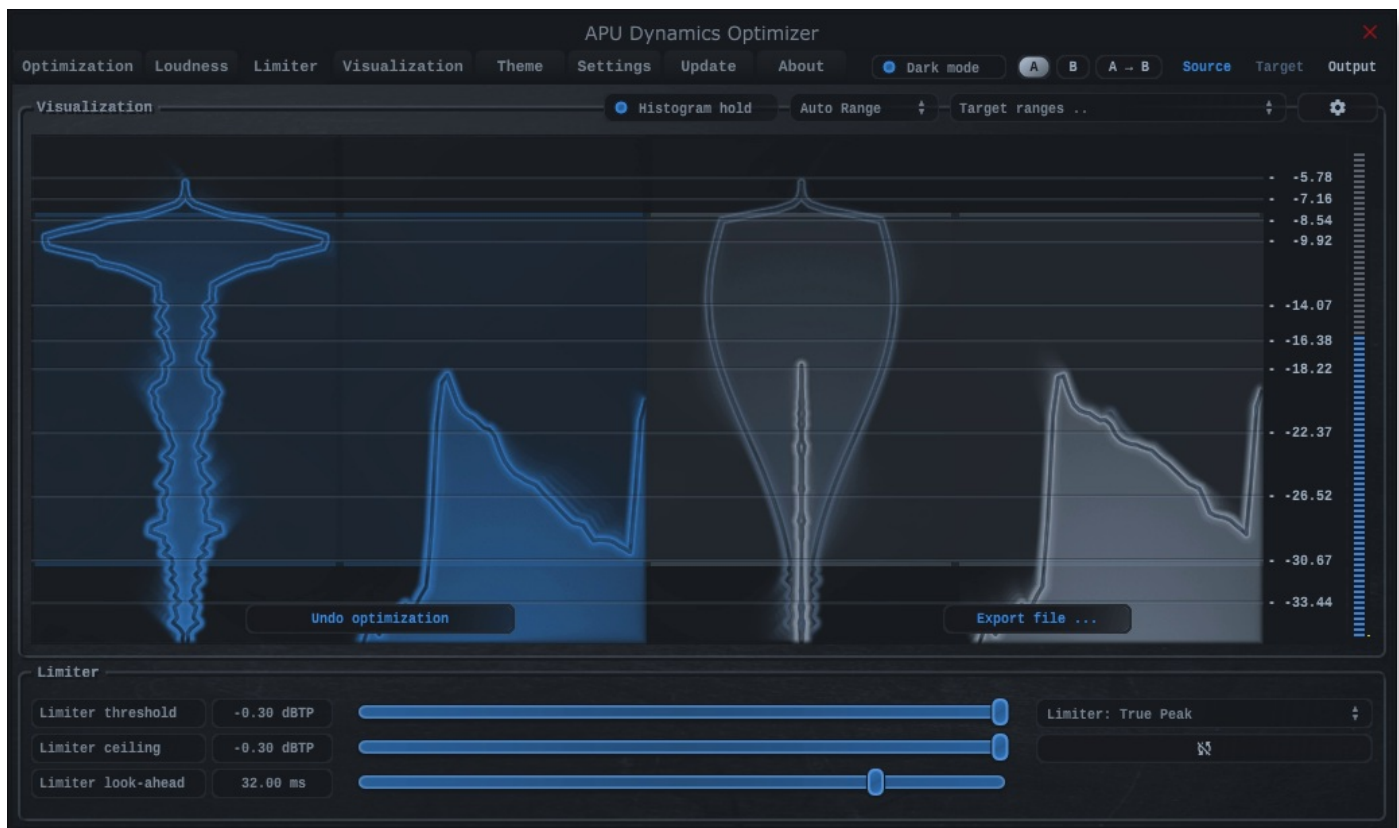 APU Dynamics Optimizer
Optimization Loudness Limiter Visualization Theme Settings Update About Dark mode A B A → B Source Target Output
Visualization Histogram hold Auto Range Target ranges ..
- -5.78
- -7.16
- -8.54
- -9.92
- -14.07
- -16.38
- -18.22
- -22.37
- -26.52
- -30.67
- -33.44
Undo optimization Export file ...
Limiter
Limiter threshold -0.30 dBTP Limiter: True Peak
Limiter ceiling -0.30 dBTP
Limiter look-ahead 32.00 ms